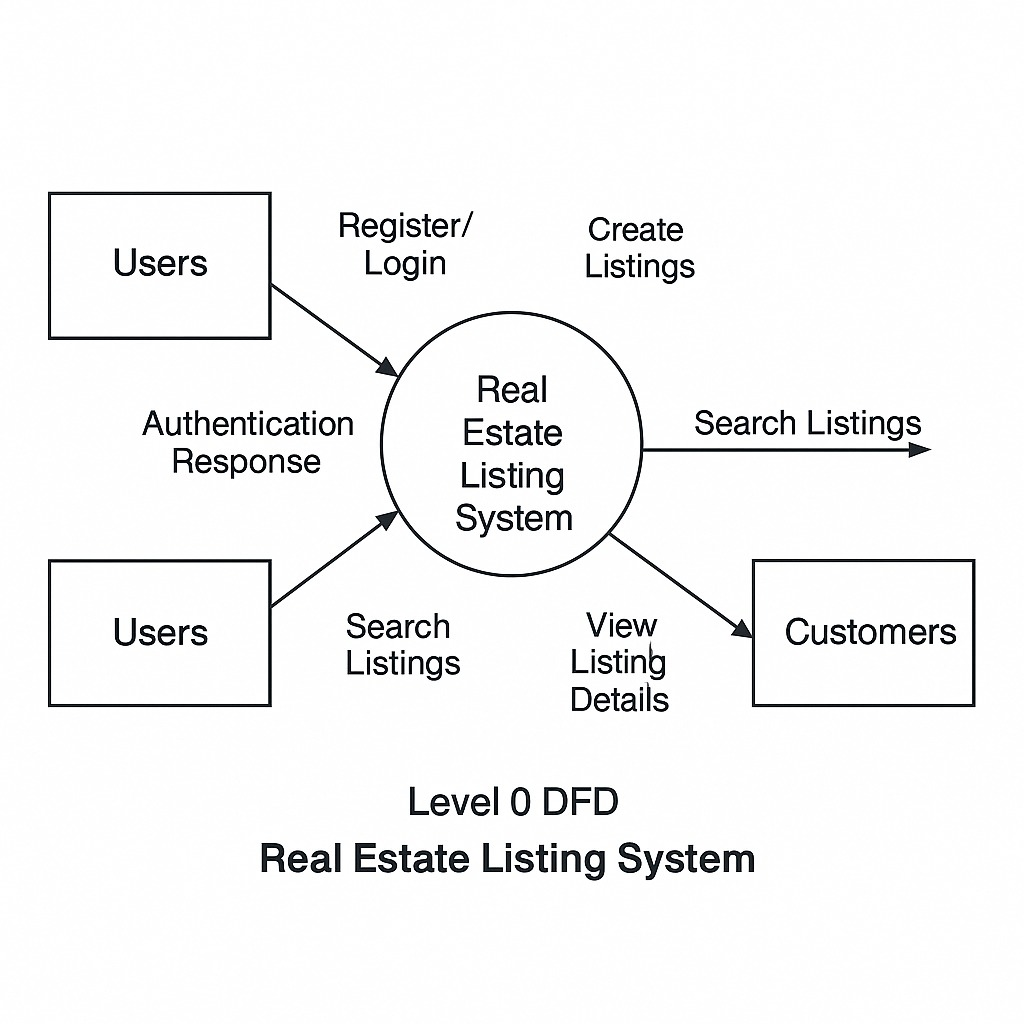 Users
Register/
Login
Create
Listings
Authentication
Response
Real
Estate
Listing
System
Search Listings
Users
Search
Listings
View
Listing
Details
Customers
Level 0 DFD
Real Estate Listing System